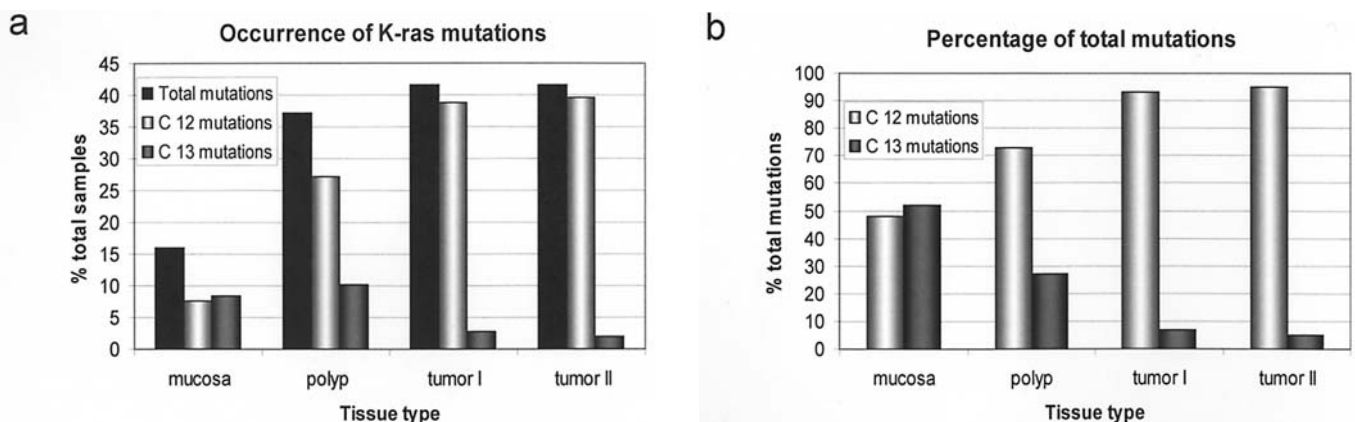 a
Occurrence of K-ras mutations
45
40
35
30
25
20
15
10
5
0
% total samples
Total mutations
C 12 mutations
C 13 mutations
mucosa polyp tumor I tumor II
Tissue type
b
Percentage of total mutations
100
90
80
70
60
50
40
30
20
10
0
% total mutations
C 12 mutations
C 13 mutations
mucosa polyp tumor I tumor II
Tissue type